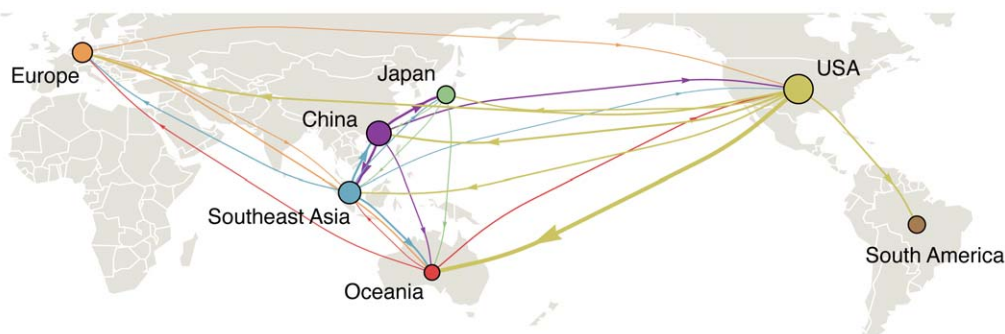 USA
Japan
Europe
China
Southeast Asia
South America
Oceania